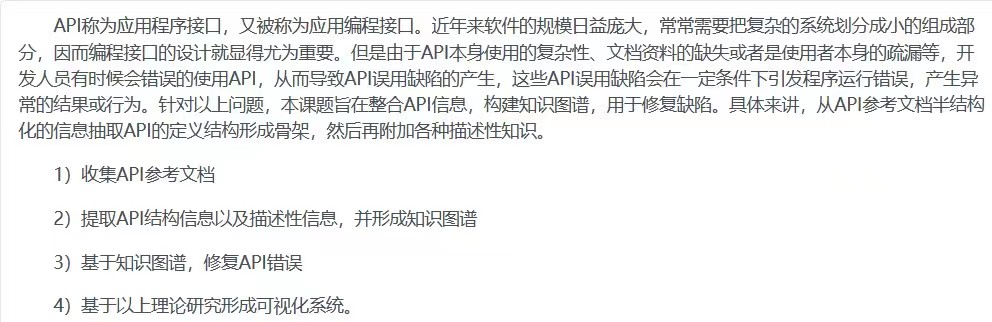 API称为应用程序接口，又被称为应用编程接口。近年来软件的规模日益庞大，常常需要把复杂的系统划分成小的组成部
分，因而编程接口的设计就显得尤为重要。但是由于API本身使用的复杂性、文档资料的缺失或者是使用者本身的疏漏等，开
发人员有时候会错误的使用API，从而导致API误用缺陷的产生，这些API误用缺陷会在一定条件下引发程序运行错误，产生异
常的结果或行为。针对以上问题，本课题旨在整合API信息，构建知识图谱，用于修复缺陷。具体来讲，从API参考文档半结构
化的信息抽取API的定义结构形成骨架，然后再附加各种描述性知识。
1）收集API参考文档
2）提取API结构信息以及描述性信息，并形成知识图谱
3）基于知识图谱，修复API错误
4）基于以上理论研究形成可视化系统。